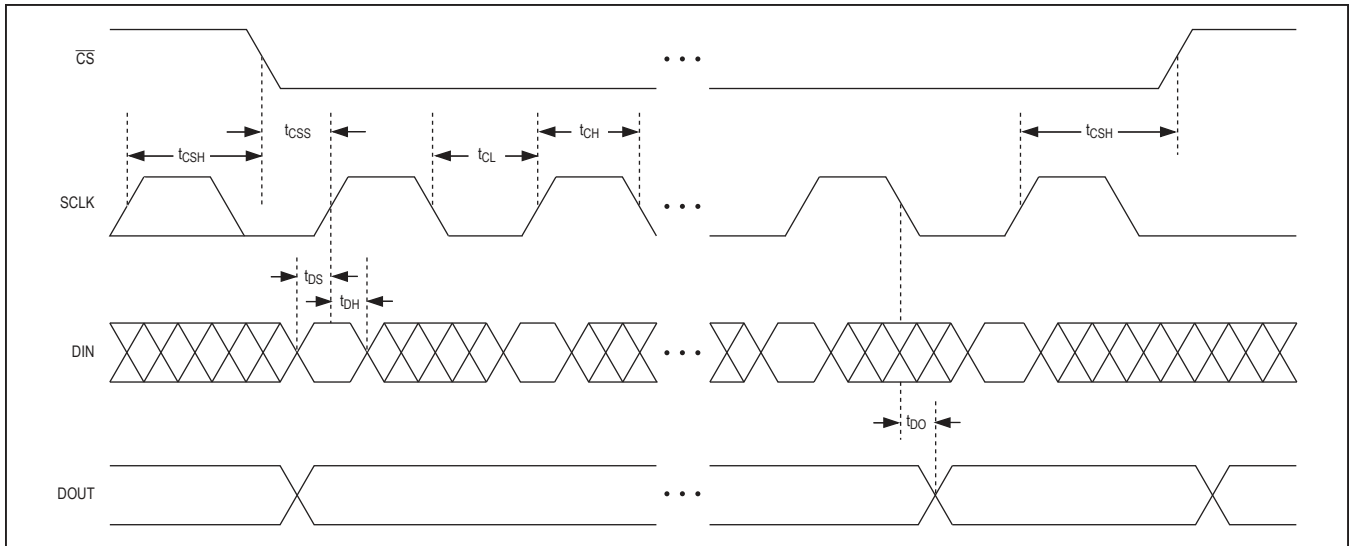 CS
tCSS
tCH
tCSH
tCL
tCSH
SCLK
tDS
tDH
DIN
tDO
DOUT